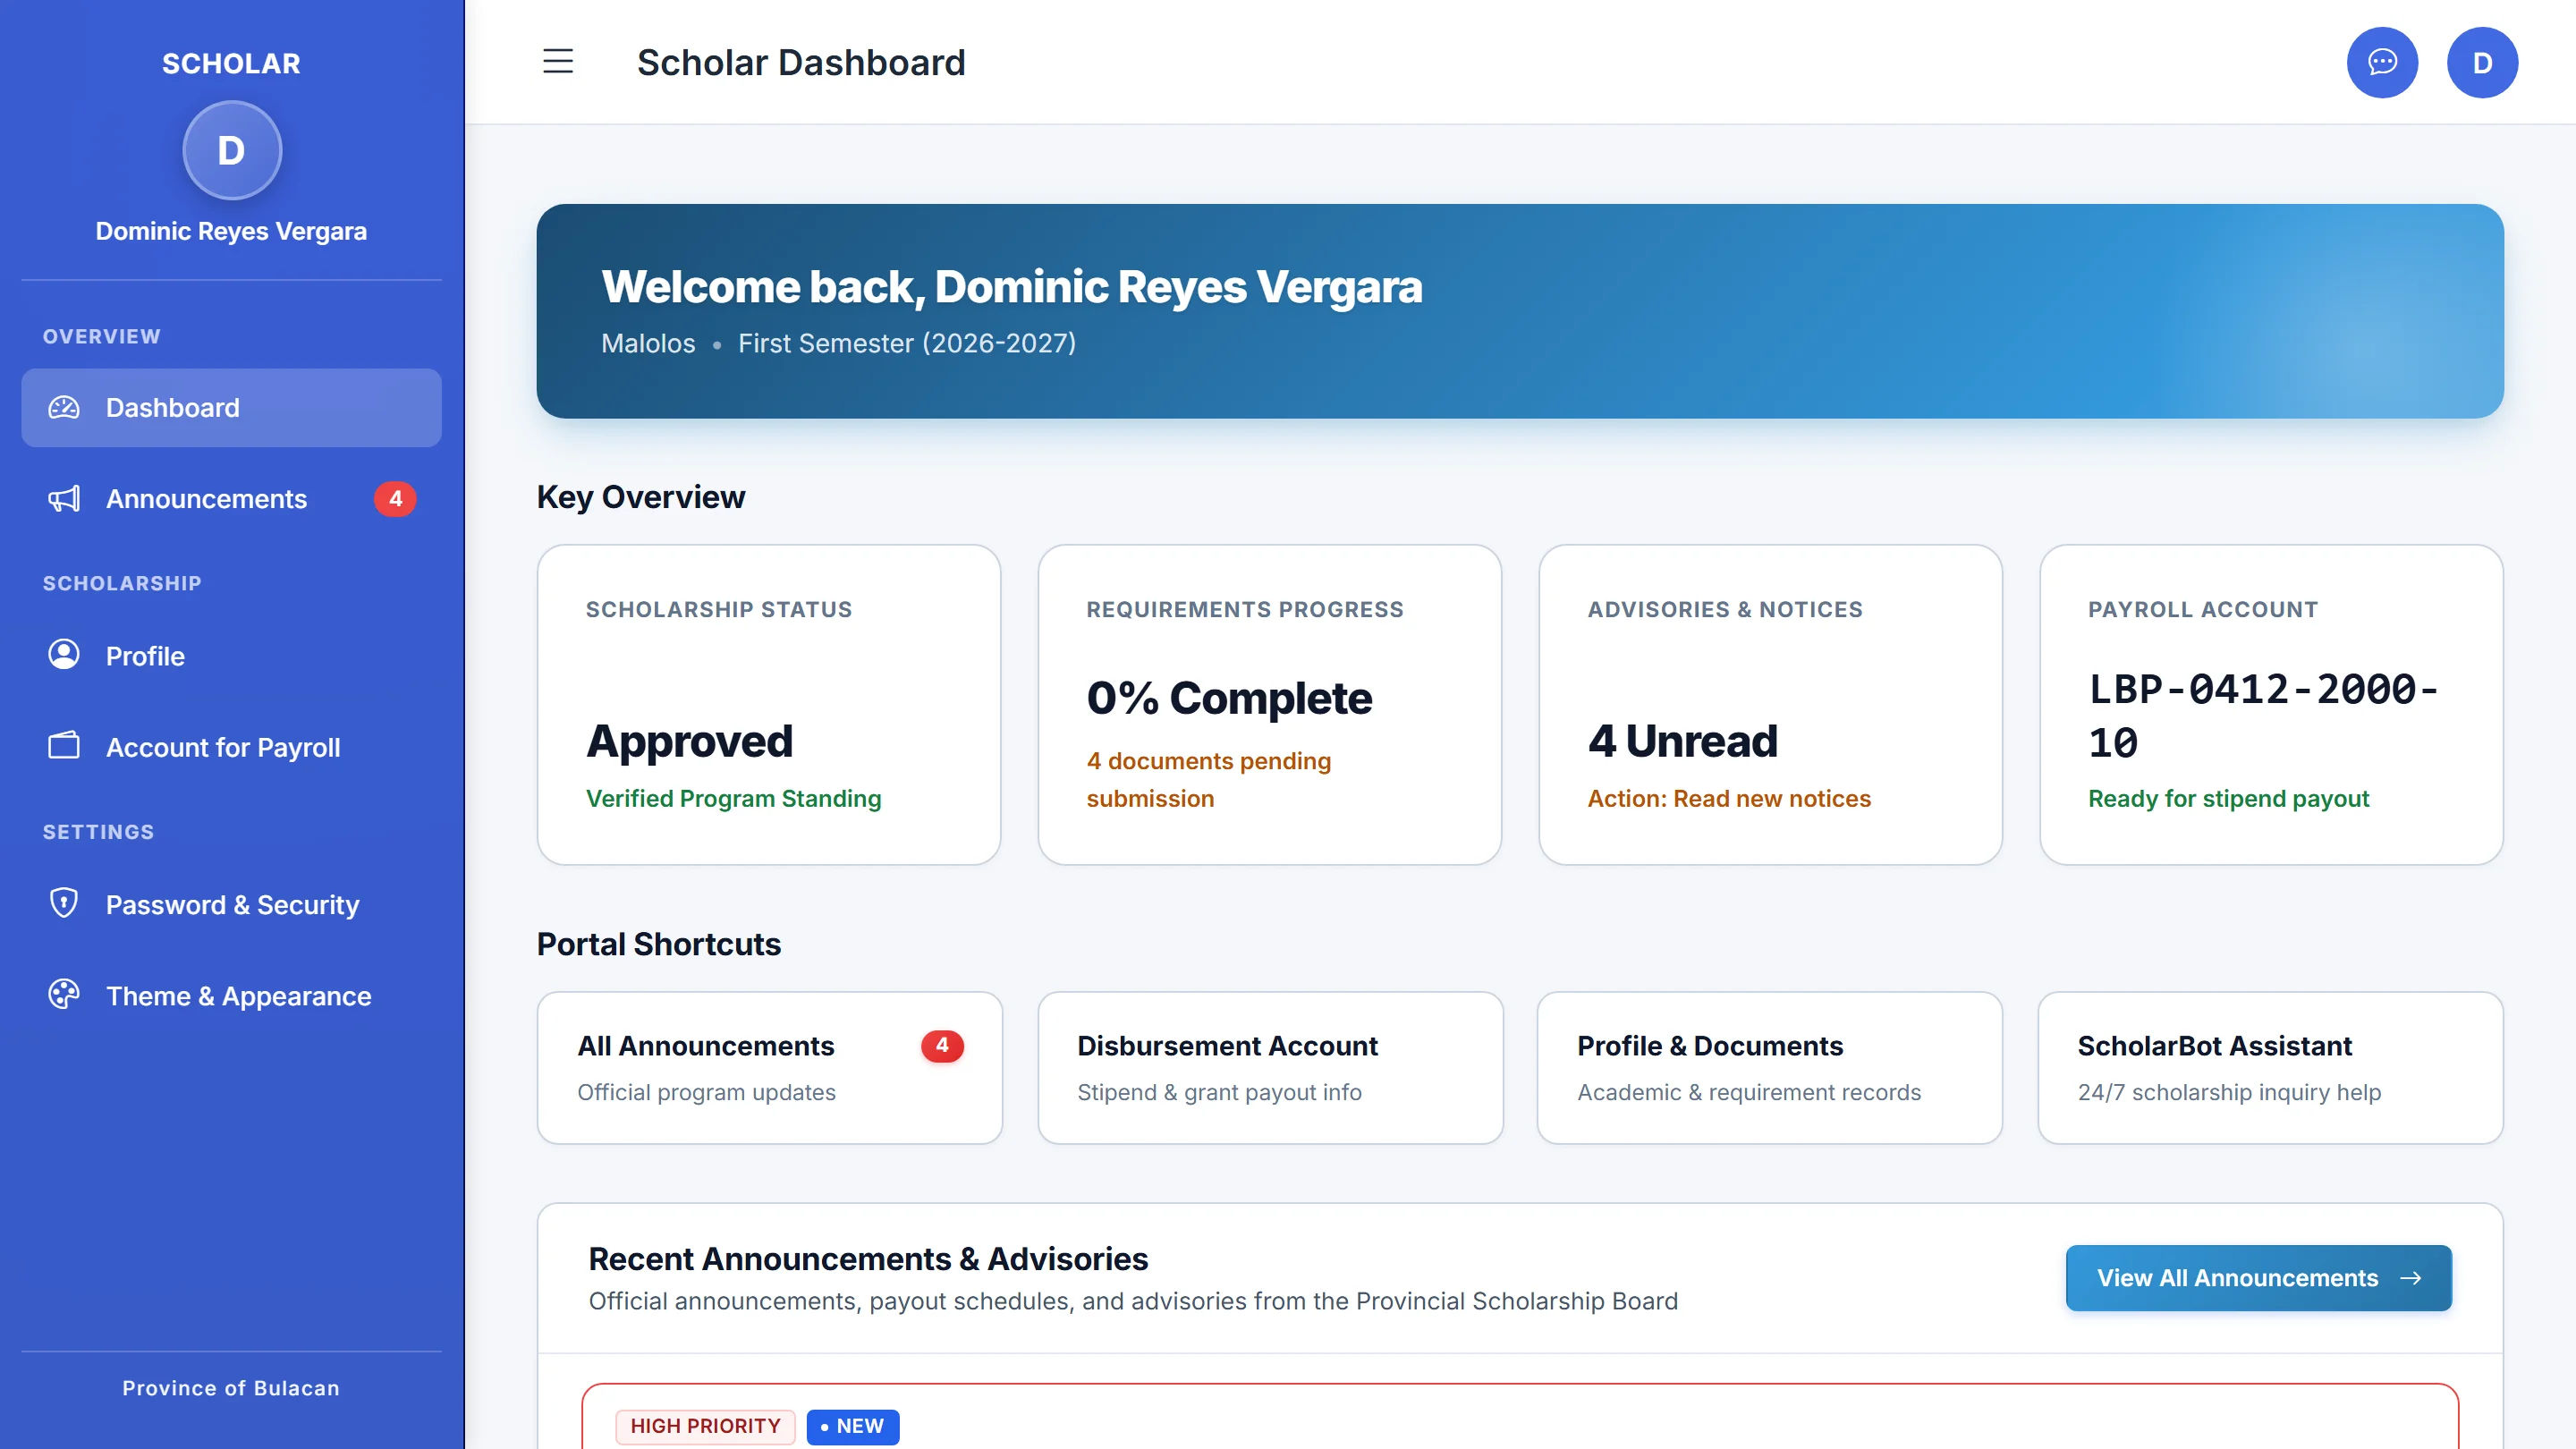 SCHOLAR
D
Dominic Reyes Vergara
OVERVIEW
Dashboard
Announcements 4
SCHOLARSHIP
Profile
Account for Payroll
SETTINGS
Password & Security
Theme & Appearance
Province of Bulacan
Scholar Dashboard
D
Welcome back, Dominic Reyes Vergara
Malolos • First Semester (2026-2027)
Key Overview
SCHOLARSHIP STATUS
Approved
Verified Program Standing
REQUIREMENTS PROGRESS
0% Complete
4 documents pending
submission
ADVISORIES & NOTICES
4 Unread
Action: Read new notices
PAYROLL ACCOUNT
LBP-0412-2000-
10
Ready for stipend payout
Portal Shortcuts
All Announcements 4
Official program updates
Disbursement Account
Stipend & grant payout info
Profile & Documents
Academic & requirement records
ScholarBot Assistant
24/7 scholarship inquiry help
Recent Announcements & Advisories
Official announcements, payout schedules, and advisories from the Provincial Scholarship Board
View All Announcements →
HIGH PRIORITY • NEW